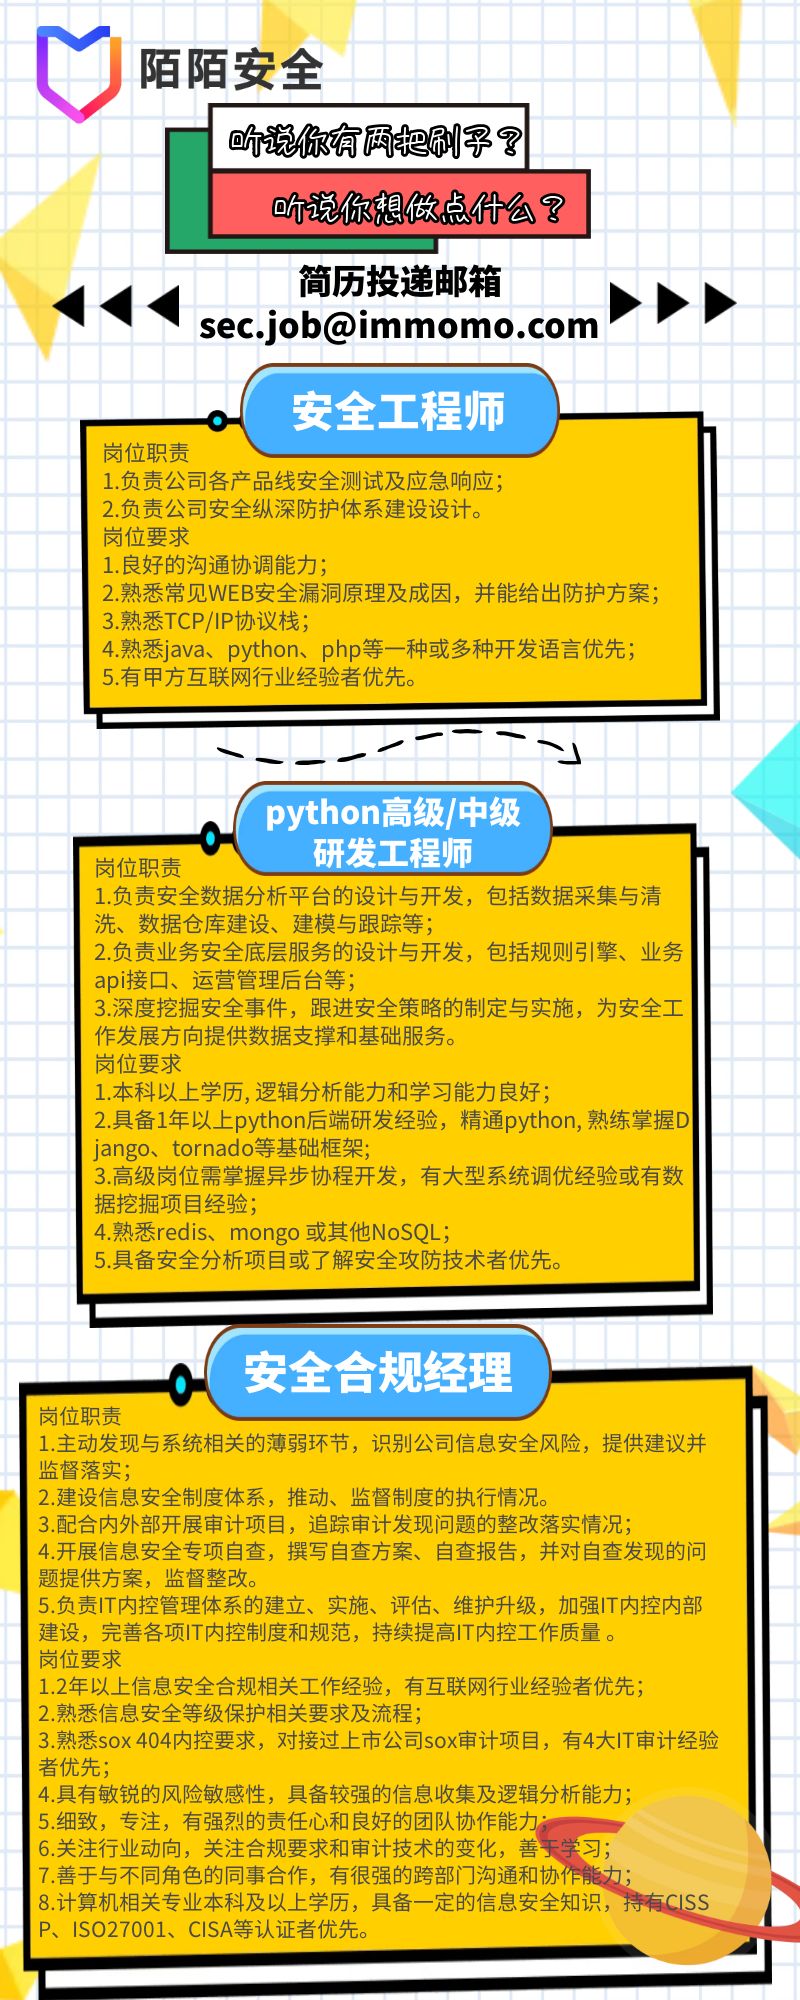 陌陌安全
听说你有两把刷子？
听说你想做点什么？
简历投递邮箱
sec.job@immomo.com
安全工程师
岗位职责
1.负责公司各产品线安全测试及应急响应；
2.负责公司安全纵深防护体系建设设计。
岗位要求
1.良好的沟通协调能力；
2.熟悉常见WEB安全漏洞原理及成因，并能给出防护方案；
3.熟悉TCP/IP协议栈；
4.熟悉java、python、php等一种或多种开发语言优先；
5.有甲方互联网行业经验者优先。
python高级/中级
研发工程师
岗位职责
1.负责安全数据分析平台的设计与开发，包括数据采集与清
洗、数据仓库建设、建模与跟踪等；
2.负责业务安全底层服务的设计与开发，包括规则引擎、业务
api接口、运营管理后台等；
3.深度挖掘安全事件，跟进安全策略的制定与实施，为安全工
作发展方向提供数据支撑和基础服务。
岗位要求
1.本科以上学历, 逻辑分析能力和学习能力良好；
2.具备1年以上python后端研发经验，精通python, 熟练掌握D
jango、tornado等基础框架;
3.高级岗位需掌握异步协程开发，有大型系统调优经验或有数
据挖掘项目经验；
4.熟悉redis、mongo 或其他NoSQL；
5.具备安全分析项目或了解安全攻防技术者优先。
安全合规经理
岗位职责
1.主动发现与系统相关的薄弱环节，识别公司信息安全风险，提供建议并
监督落实；
2.建设信息安全制度体系，推动、监督制度的执行情况。
3.配合内外部开展审计项目，追踪审计发现问题的整改落实情况；
4.开展信息安全专项自查，撰写自查方案、自查报告，并对自查发现的问
题提供方案，监督整改。
5.负责IT内控管理体系的建立、实施、评估、维护升级，加强IT内控内部
建设，完善各项IT内控制度和规范，持续提高IT内控工作质量 。
岗位要求
1.2年以上信息安全合规相关工作经验，有互联网行业经验者优先；
2.熟悉信息安全等级保护相关要求及流程；
3.熟悉sox 404内控要求，对接过上市公司sox审计项目，有4大IT审计经验
者优先；
4.具有敏锐的风险敏感性，具备较强的信息收集及逻辑分析能力；
5.细致，专注，有强烈的责任心和良好的团队协作能力；
6.关注行业动向，关注合规要求和审计技术的变化，善于学习；
7.善于与不同角色的同事合作，有很强的跨部门沟通和协作能力；
8.计算机相关专业本科及以上学历，具备一定的信息安全知识，持有CISS
P、ISO27001、CISA等认证者优先。